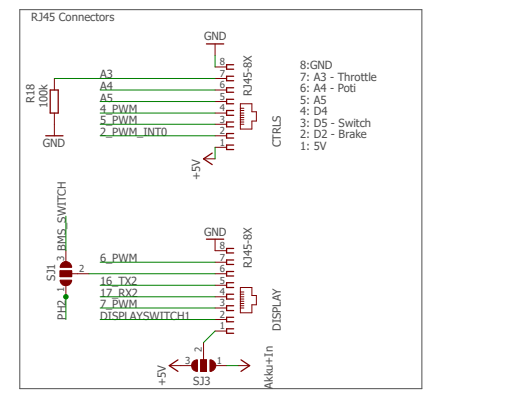 RJ45 Connectors
GND
8
7
6
5
4
3
2
1
RJ45-8X
CTRLS
A3
A4
A5
4_PWM
5_PWM
2_PWM_INT0
R18
100k
GND
+5V
8:GND
7: A3 - Throttle
6: A4 - Poti
5: A5
4: D4
3: D5 - Switch
2: D2 - Brake
1: 5V
BMS_SWITCH
SJ1
3
2
1
PH2
GND
8
7
6
5
4
3
2
1
RJ45-8X
DISPLAY
6_PWM
16_TX2
17_RX2
7_PWM
DISPLAYSWITCH1
2
3
1
SJ3
+5V
Akku+In